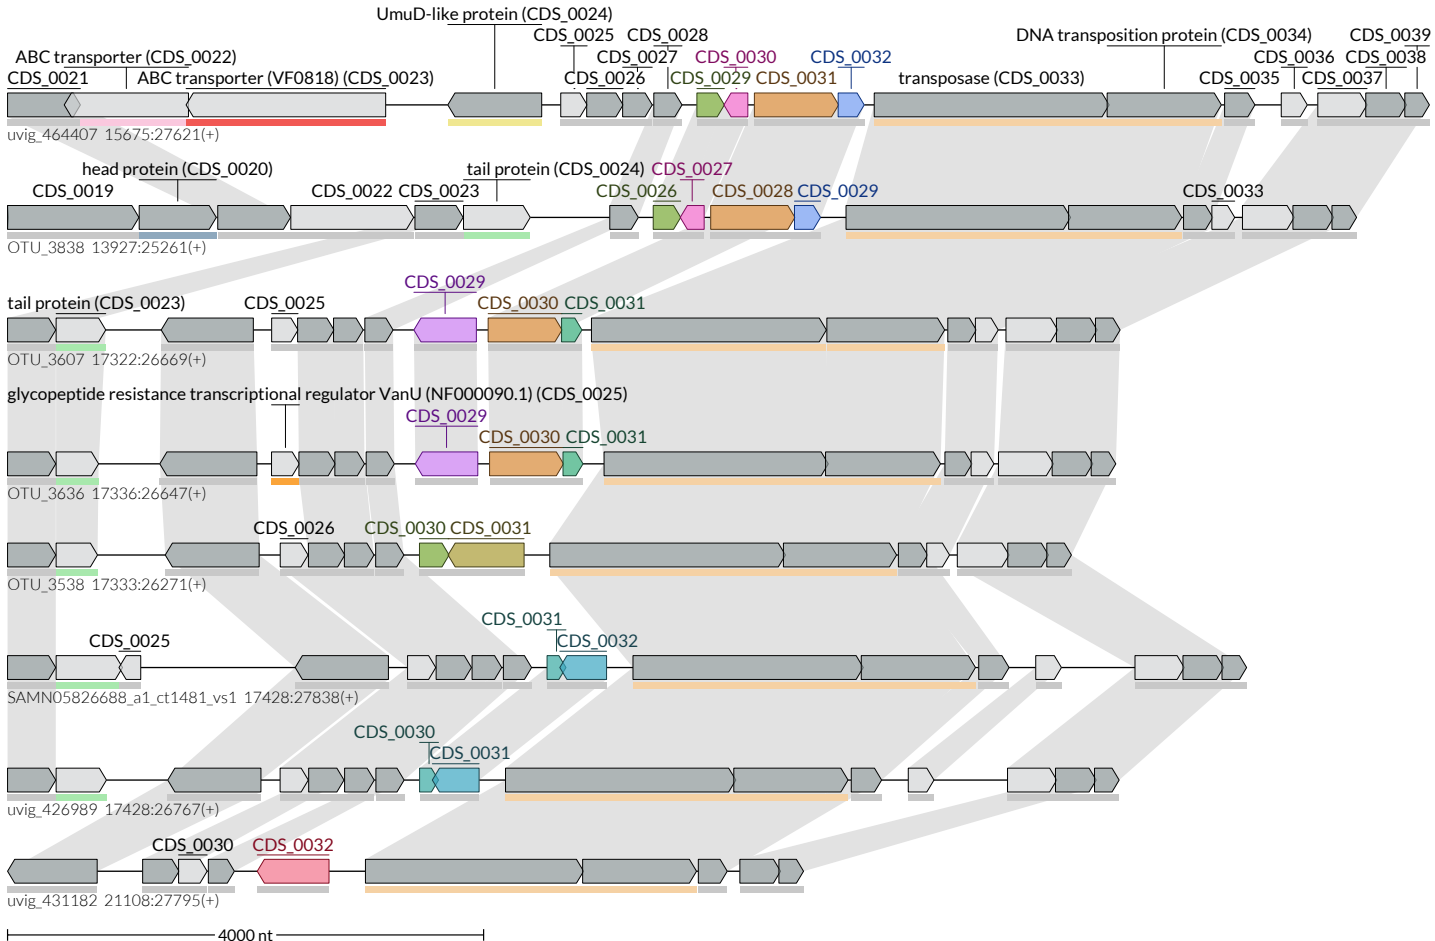 UmuD-like protein (CDS_0024)
CDS_0025 CDS_0028 DNA transposition protein (CDS_0034) CDS_0039
ABC transporter (CDS_0022) CDS_0027 CDS_0030 CDS_0032 CDS_0036 CDS_0038
CDS_0021 ABC transporter (VF0818) (CDS_0023) CDS_0026 CDS_0029 CDS_0031 transposase (CDS_0033) CDS_0035 CDS_0037
uvig_464407 15675:27621(+)
head protein (CDS_0020) tail protein (CDS_0024) CDS_0027
CDS_0019 CDS_0022 CDS_0023 CDS_0026 CDS_0028 CDS_0029 CDS_0033
OTU_3838 13927:25261(+)
CDS_0029
tail protein (CDS_0023) CDS_0025 CDS_0030 CDS_0031
OTU_3607 17322:26669(+)
glycopeptide resistance transcriptional regulator VanU (NF000090.1) (CDS_0025)
CDS_0029
CDS_0030 CDS_0031
OTU_3636 17336:26647(+)
CDS_0026 CDS_0030 CDS_0031
OTU_3538 17333:26271(+)
CDS_0031
CDS_0025 CDS_0032
SAMN05826688_a1_ct1481_vs1 17428:27838(+)
CDS_0030
CDS_0031
uvig_426989 17428:26767(+)
CDS_0030 CDS_0032
uvig_431182 21108:27795(+)
4000 nt